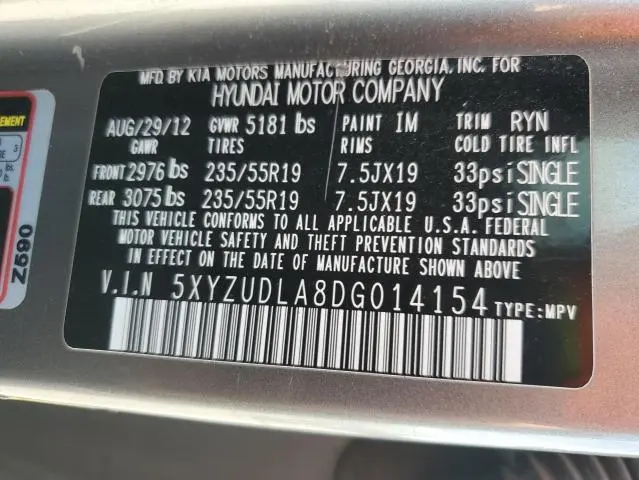 MFD. BY KIA MOTORS MANUFACTURING GEORGIA, INC. FOR
HYUNDAI MOTOR COMPANY
AUG/29/12 GVWR 5181 lbs PAINT IM TRIM RYN
GAWR TIRES RIMS COLD TIRE INFL
FRONT 2976 lbs 235/55R19 7.5JX19 33psi SINGLE
REAR 3075 lbs 235/55R19 7.5JX19 33psi SINGLE
THIS VEHICLE CONFORMS TO ALL APPLICABLE U.S.A. FEDERAL
MOTOR VEHICLE SAFETY AND THEFT PREVENTION STANDARDS
IN EFFECT ON THE DATE OF MANUFACTURE SHOWN ABOVE.
V.I.N 5XYZUDLA8DG014154 TYPE:MPV
Z590